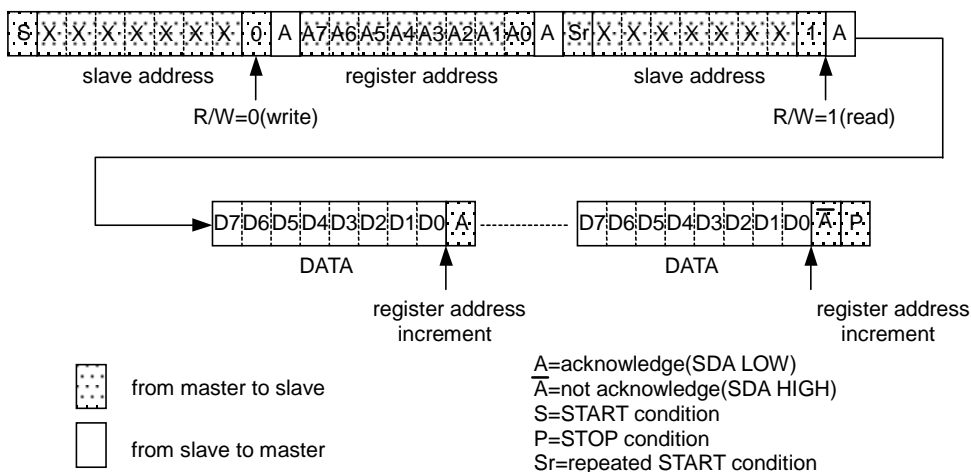 S X X X X X X X 0 A A7 A6 A5 A4 A3 A2 A1 A0 A Sr X X X X X X X 1 A
slave address register address slave address
R/W=0(write) R/W=1(read)
D7 D6 D5 D4 D3 D2 D1 D0 A D7 D6 D5 D4 D3 D2 D1 D0 A̅ P
DATA DATA
register address register address
increment increment
from master to slave
from slave to master
A=acknowledge(SDA LOW)
A̅=not acknowledge(SDA HIGH)
S=START condition
P=STOP condition
Sr=repeated START condition